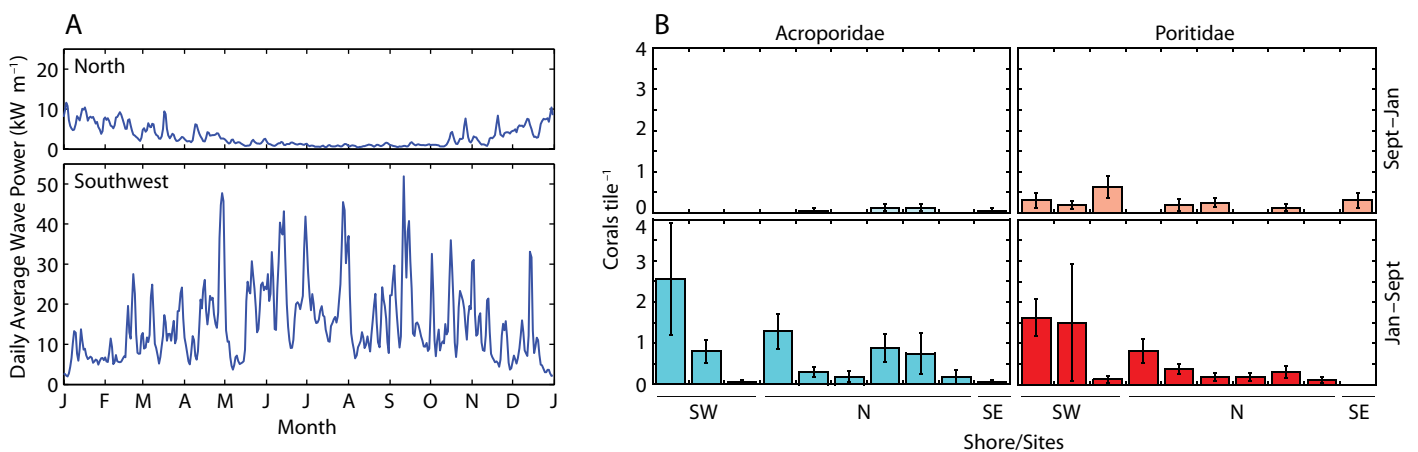 A
Daily Average Wave Power (kW m⁻¹)
North
20
10
0
Southwest
50
40
30
20
10
0
J F M A M J J A S O N D J
Month
B
Acroporidae Poritidae
Corals tile⁻¹
4
3
2
1
0
Sept–Jan
4
3
2
1
0
Jan–Sept
SW N SE SW N SE
Shore/Sites